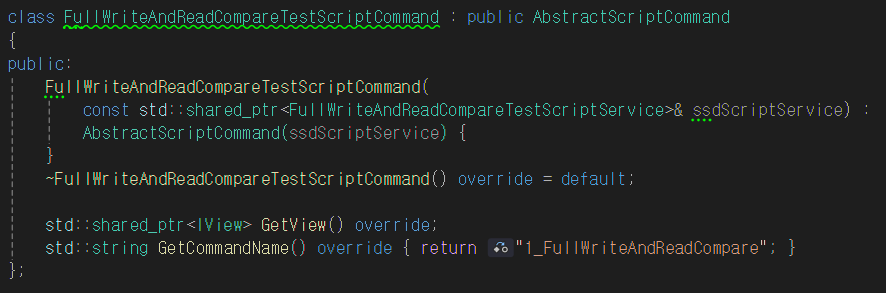 class FullWriteAndReadCompareTestScriptCommand : public AbstractScriptCommand
{
public:
    FullWriteAndReadCompareTestScriptCommand(
        const std::shared_ptr<FullWriteAndReadCompareTestScriptService>& ssdScriptService) :
        AbstractScriptCommand(ssdScriptService) {
    }
    ~FullWriteAndReadCompareTestScriptCommand() override = default;

    std::shared_ptr<IView> GetView() override;
    std::string GetCommandName() override { return "1_FullWriteAndReadCompare"; }
};